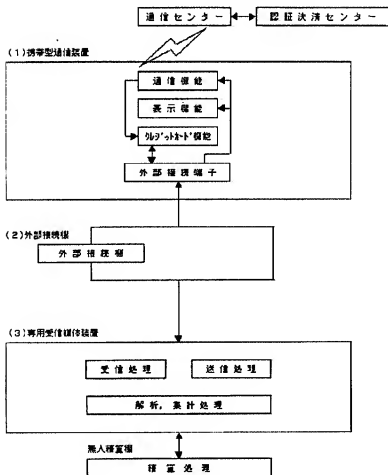 通信センター
認証決済センター
(1)携帯型通信装置
通信機能
表示機能
クレジットカード機能
外部接続端子
(2)外部接続機
外部接続機
(3)専用受信媒体装置
受信処理
送信処理
解析,集計処理
無人積算機
積算処理